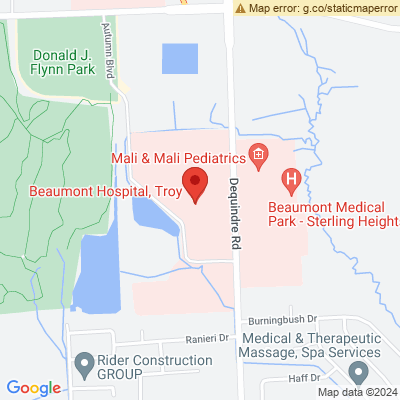 Map error: g.co/staticmaperror
Donald J.
Flynn Park
Autumn Blvd
Mali & Mali Pediatrics
Beaumont Hospital, Troy
Dequindre Rd
Beaumont Medical
Park - Sterling Heights
Burningbush Dr
Ranieri Dr
Medical & Therapeutic
Massage, Spa Services
Rider Construction
GROUP
Haff Dr
Google
Map data ©2024